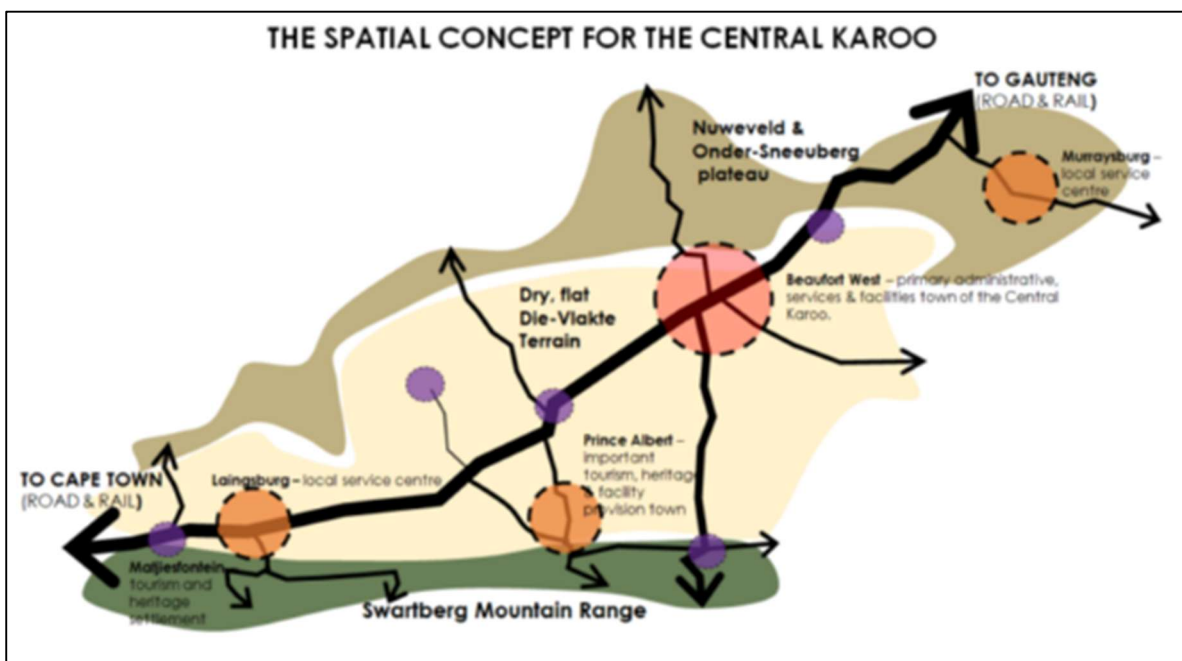 THE SPATIAL CONCEPT FOR THE CENTRAL KAROO
TO GAUTENG
(ROAD & RAIL)
Nuweveld &
Onder-Sneeuberg
plateau
Murraysburg –
local service
centre
Beaufort West – primary administrative,
services & facilities town of the Central
Karoo.
Dry, flat
Die-Vlakte
Terrain
Prince Albert –
important
tourism, heritage
& facility
provision town
TO CAPE TOWN
(ROAD & RAIL)
Laingsburg – local service centre
Matjiesfontein
tourism and
heritage
settlement
Swartberg Mountain Range